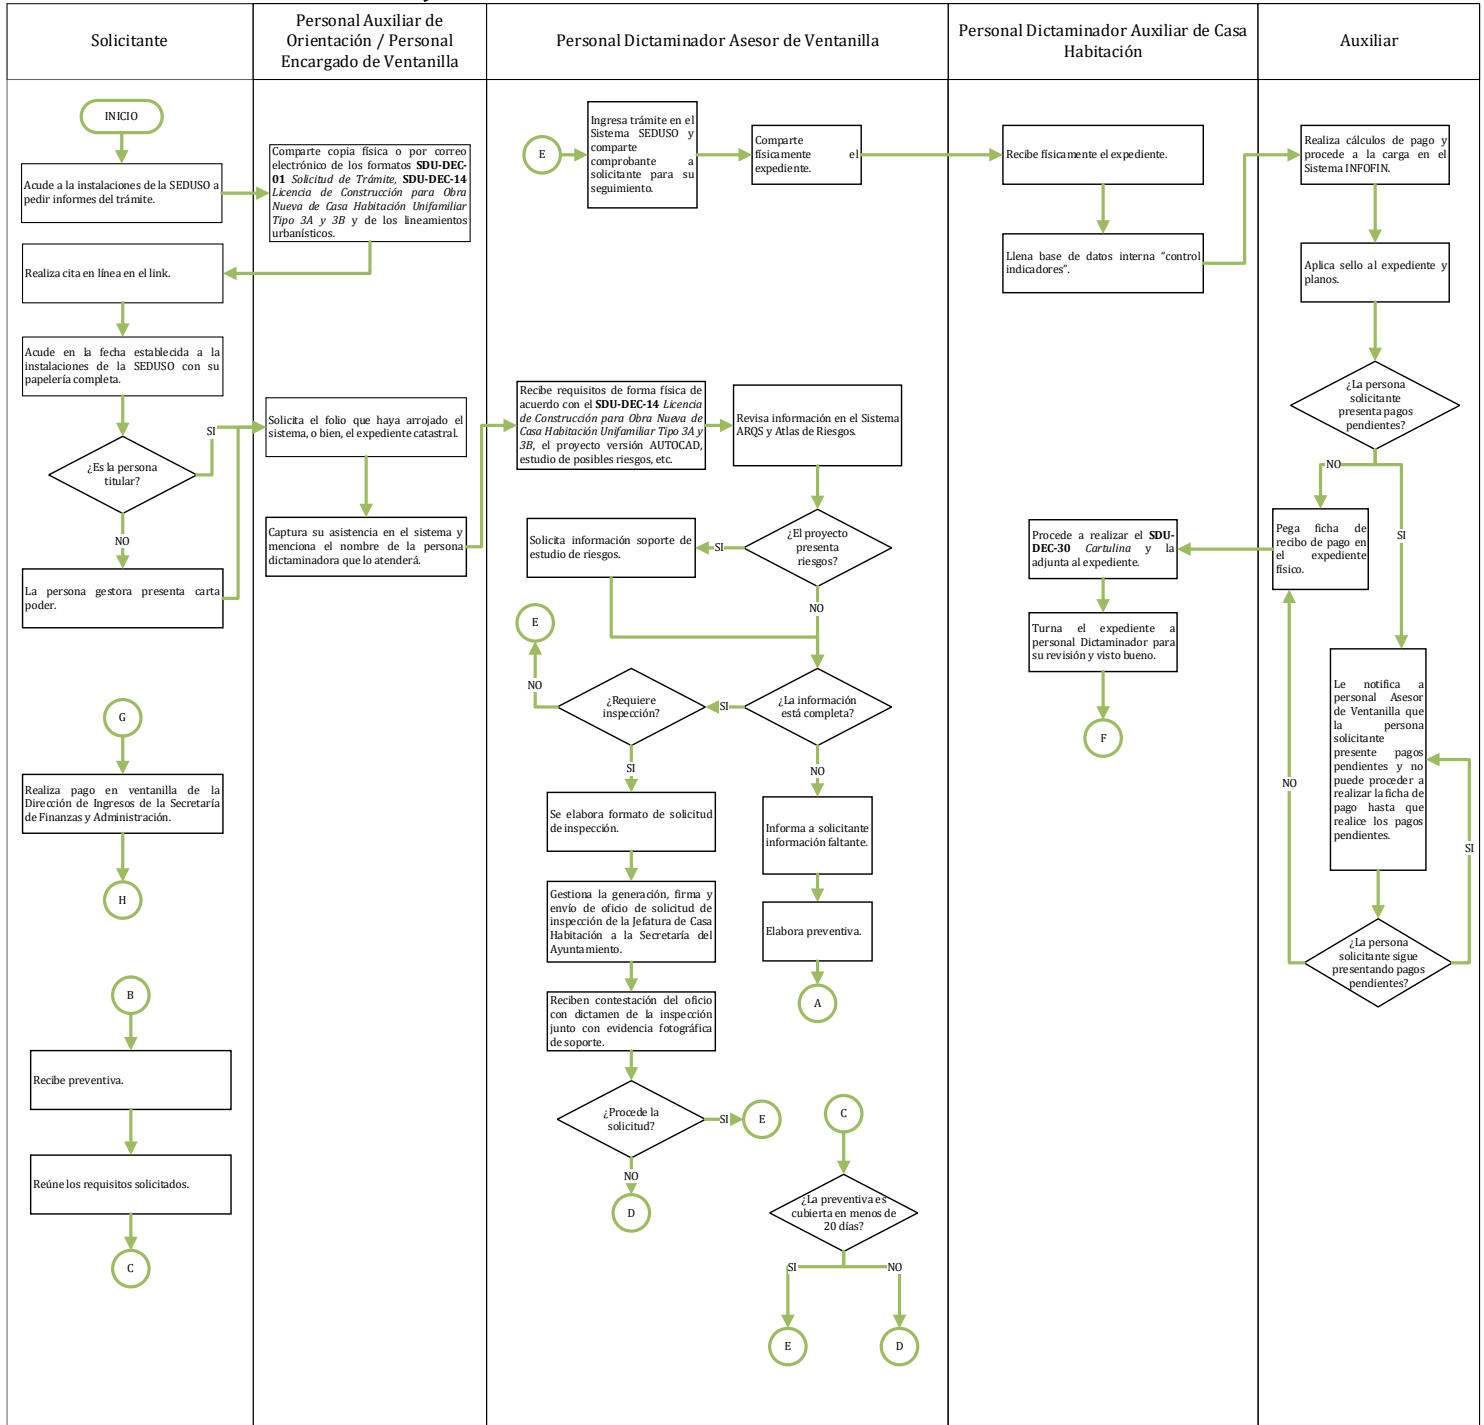 Solicitante
Personal Auxiliar de
Orientación / Personal
Encargado de Ventanilla
Personal Dictaminador Asesor de Ventanilla
Personal Dictaminador Auxiliar de Casa
Habitación
Auxiliar
INICIO
Acude a la instalaciones de la SEDUSO a
pedir informes del trámite.
Realiza cita en línea en el link.
Acude en la fecha establecida a la
instalaciones de la SEDUSO con su
papelería completa.
¿Es la persona
titular?
SI
NO
La persona gestora presenta carta
poder.
G
Realiza pago en ventanilla de la
Dirección de Ingresos de la Secretaría
de Finanzas y Administración.
H
B
Recibe preventiva.
Reúne los requisitos solicitados.
C
Comparte copia física o por correo
electrónico de los formatos SDU-DEC-
01 Solicitud de Trámite, SDU-DEC-14
Licencia de Construcción para Obra
Nueva de Casa Habitación Unifamiliar
Tipo 3A y 3B y de los lineamientos
urbanísticos.
Solicita el folio que haya arrojado el
sistema, o bien, el expediente catastral.
Captura su asistencia en el sistema y
menciona el nombre de la persona
dictaminadora que lo atenderá.
E
Ingresa trámite en el
Sistema SEDUSO y
comparte
comprobante a
solicitante para su
seguimiento.
Comparte
físicamente el
expediente.
Recibe requisitos de forma física de
acuerdo con el SDU-DEC-14 Licencia
de Construcción para Obra Nueva de
Casa Habitación Unifamiliar Tipo 3A y
3B, el proyecto versión AUTOCAD,
estudio de posibles riesgos, etc.
Revisa información en el Sistema
ARQS y Atlas de Riesgos.
¿El proyecto
presenta
riesgos?
SI
NO
Solicita información soporte de
estudio de riesgos.
E
NO
¿Requiere
inspección?
SI
¿La información
está completa?
SI
NO
Se elabora formato de solicitud
de inspección.
Informa a solicitante
información faltante.
Gestiona la generación, firma y
envío de oficio de solicitud de
inspección de la Jefatura de Casa
Habitación a la Secretaría del
Ayuntamiento.
Elabora preventiva.
A
Reciben contestación del oficio
con dictamen de la inspección
junto con evidencia fotográfica
de soporte.
¿Procede la
solicitud?
SI
E
NO
D
C
¿La preventiva es
cubierta en menos de
20 días?
SI
NO
E
D
Recibe físicamente el expediente.
Llena base de datos interna “control
indicadores”.
Procede a realizar el SDU-
DEC-30 Cartulina y la
adjunta al expediente.
Turna el expediente a
personal Dictaminador para
su revisión y visto bueno.
F
Realiza cálculos de pago y
procede a la carga en el
Sistema INFOFIN.
Aplica sello al expediente y
planos.
¿La persona
solicitante
presenta pagos
pendientes?
NO
SI
Pega ficha de
recibo de pago en
el expediente
físico.
Le notifica a
personal Asesor
de Ventanilla que
la persona
solicitante
presente pagos
pendientes y no
puede proceder a
realizar la ficha de
pago hasta que
realice los pagos
pendientes.
NO
SI
¿La persona
solicitante sigue
presentando pagos
pendientes?